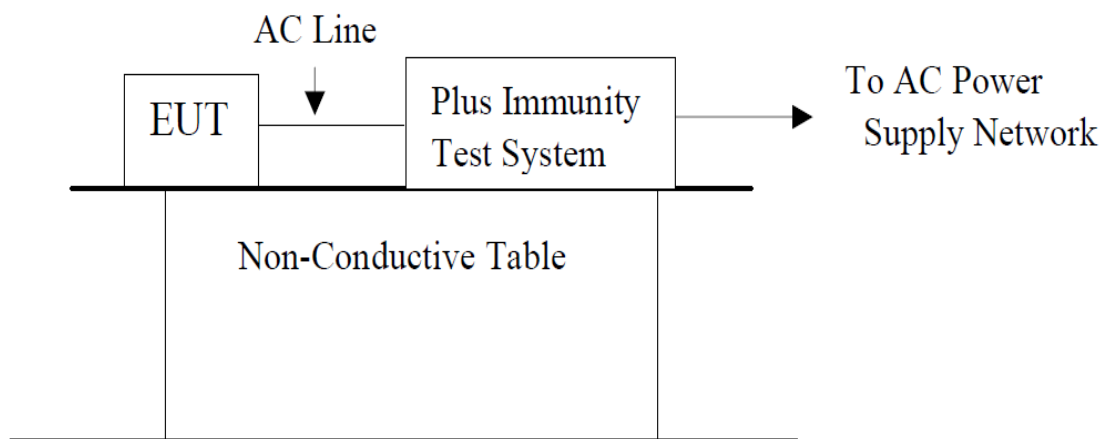 AC Line
EUT
Plus Immunity
Test System
To AC Power
Supply Network
Non-Conductive Table